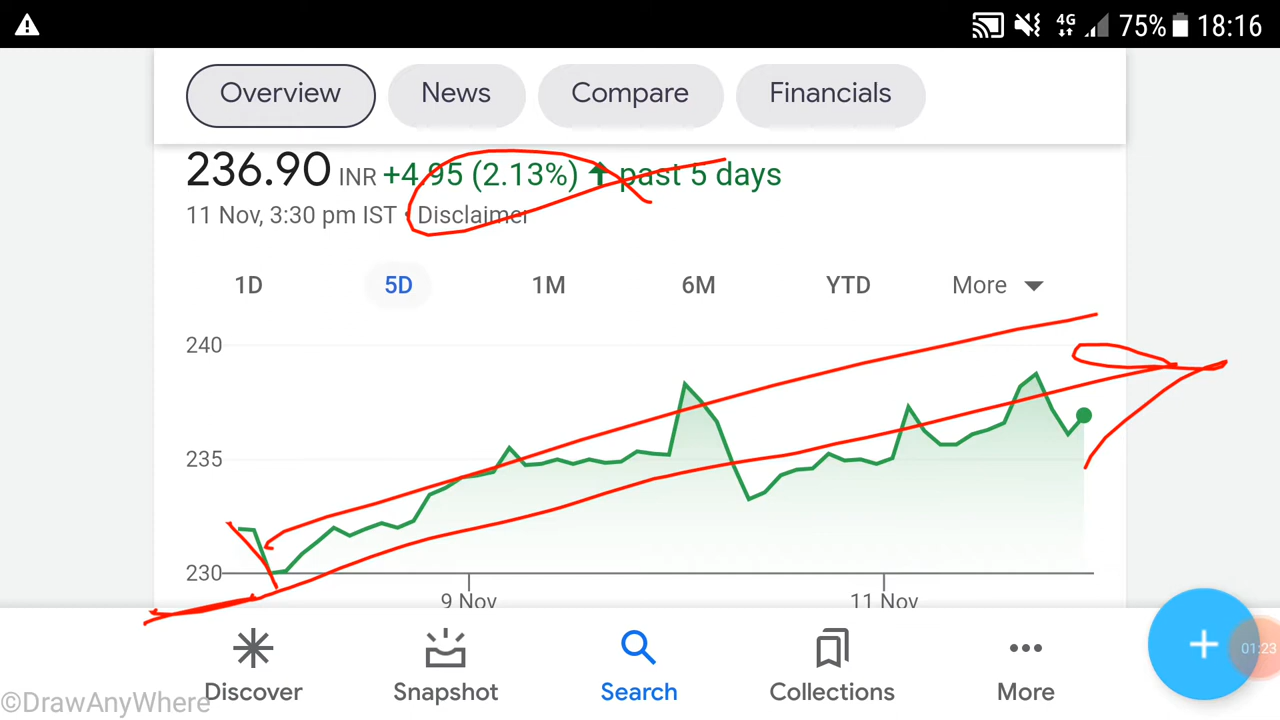 4G 75% 18:16
Overview News Compare Financials
236.90 INR +4.95 (2.13%) ↑ past 5 days
11 Nov, 3:30 pm IST • Disclaimer
1D 5D 1M 6M YTD More
240
235
230
9 Nov 11 Nov
+ 01:23
Discover Snapshot Search Collections More
©DrawAnyWhere